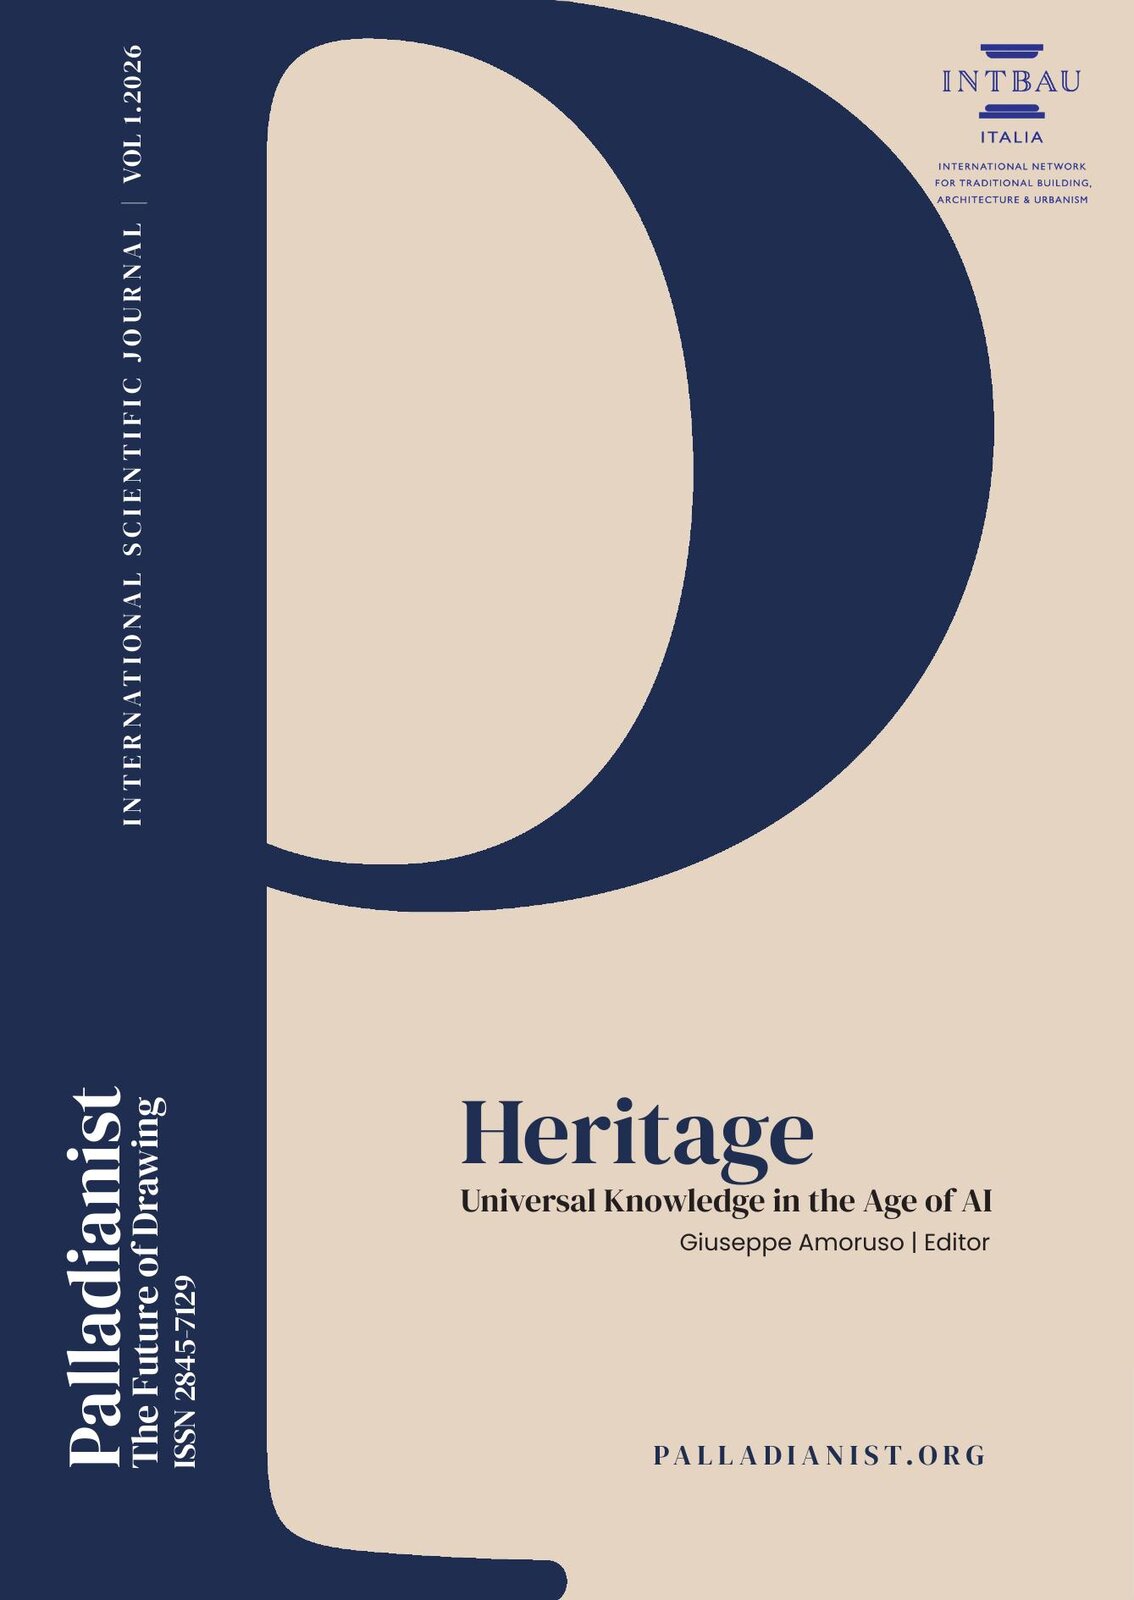 INTERNATIONAL SCIENTIFIC JOURNAL | VOL 1.2026
INTBAU
ITALIA
INTERNATIONAL NETWORK
FOR TRADITIONAL BUILDING,
ARCHITECTURE & URBANISM
Palladianist
The Future of Drawing
ISSN 2845-7129
Heritage
Universal Knowledge in the Age of AI
Giuseppe Amoruso | Editor
PALLADIANIST.ORG